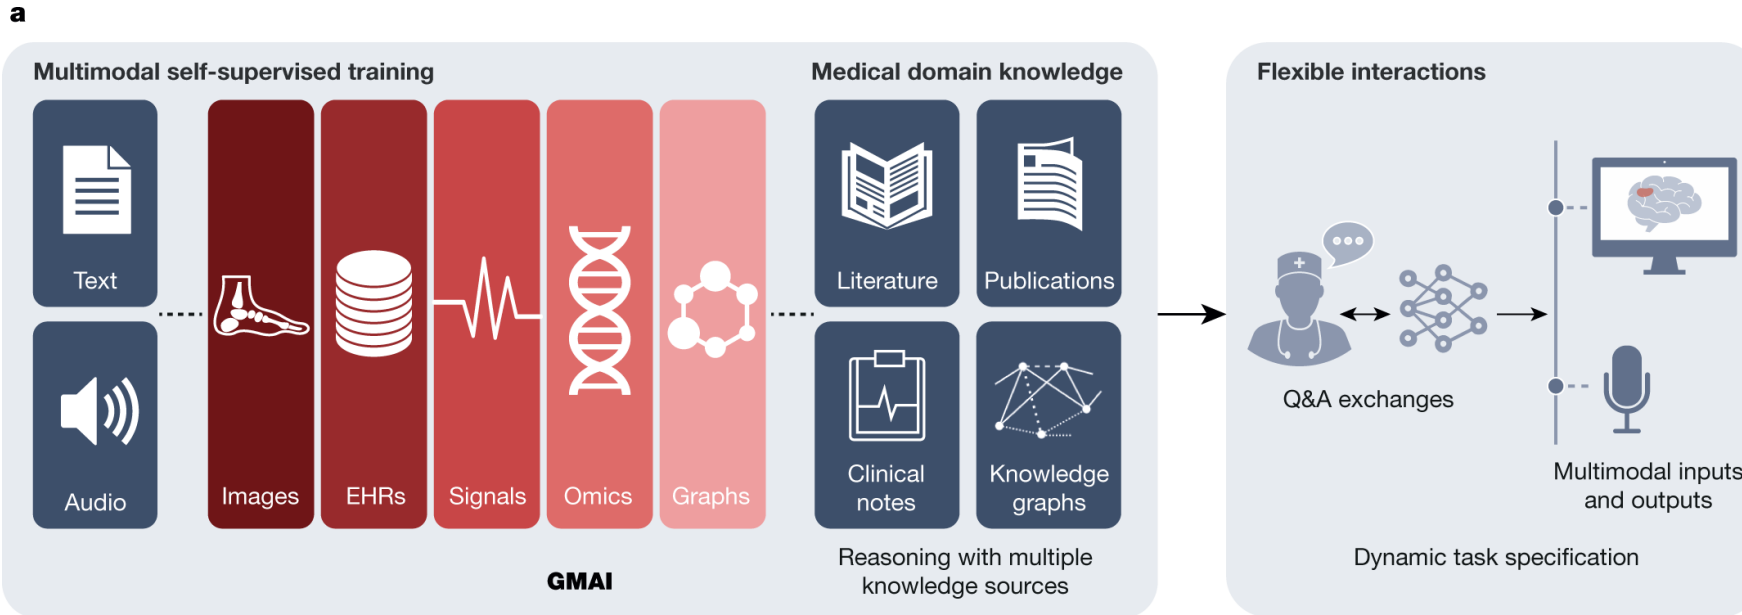 a
Multimodal self-supervised training
Medical domain knowledge
Flexible interactions
Text
Audio
Images
EHRs
Signals
Omics
Graphs
Literature
Publications
Clinical
notes
Knowledge
graphs
Reasoning with multiple
knowledge sources
GMAI
Q&A exchanges
Multimodal inputs
and outputs
Dynamic task specification